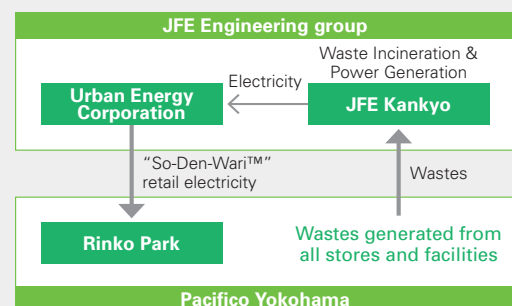 JFE Engineering group
Waste Incineration &
Power Generation
Electricity
Urban Energy
Corporation
JFE Kankyo
“So-Den-Wari™”
retail electricity
Wastes
Rinko Park
Wastes generated from
all stores and facilities
Pacifico Yokohama